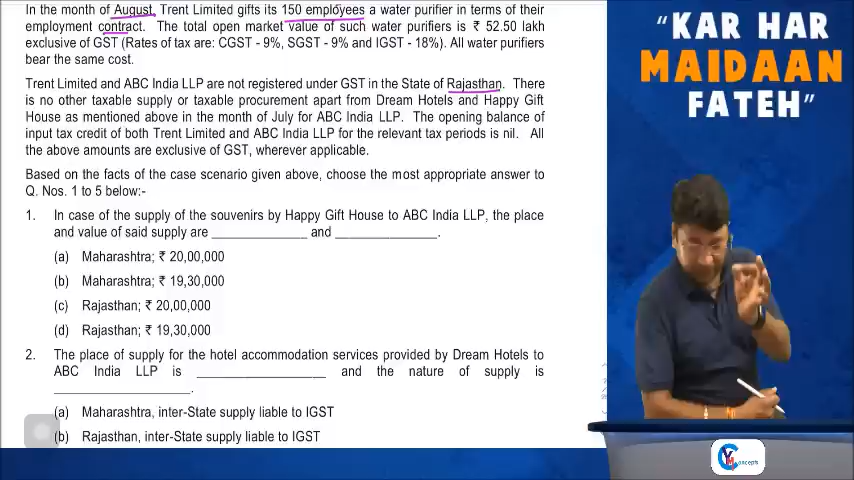 In the month of August, Trent Limited gifts its 150 employees a water purifier in terms of their
employment contract. The total open market value of such water purifiers is ₹ 52.50 lakh
exclusive of GST (Rates of tax are: CGST - 9%, SGST - 9% and IGST - 18%). All water purifiers
bear the same cost.
Trent Limited and ABC India LLP are not registered under GST in the State of Rajasthan. There
is no other taxable supply or taxable procurement apart from Dream Hotels and Happy Gift
House as mentioned above in the month of July for ABC India LLP. The opening balance of
input tax credit of both Trent Limited and ABC India LLP for the relevant tax periods is nil. All
the above amounts are exclusive of GST, wherever applicable.
Based on the facts of the case scenario given above, choose the most appropriate answer to
Q. Nos. 1 to 5 below:-
1. In case of the supply of the souvenirs by Happy Gift House to ABC India LLP, the place
and value of said supply are ______________ and _______________.
(a) Maharashtra; ₹ 20,00,000
(b) Maharashtra; ₹ 19,30,000
(c) Rajasthan; ₹ 20,00,000
(d) Rajasthan; ₹ 19,30,000
2. The place of supply for the hotel accommodation services provided by Dream Hotels to
ABC India LLP is ___________________ and the nature of supply is
____________________.
(a) Maharashtra, inter-State supply liable to IGST
(b) Rajasthan, inter-State supply liable to IGST
"KAR HAR
MAIDAAN
FATEH"